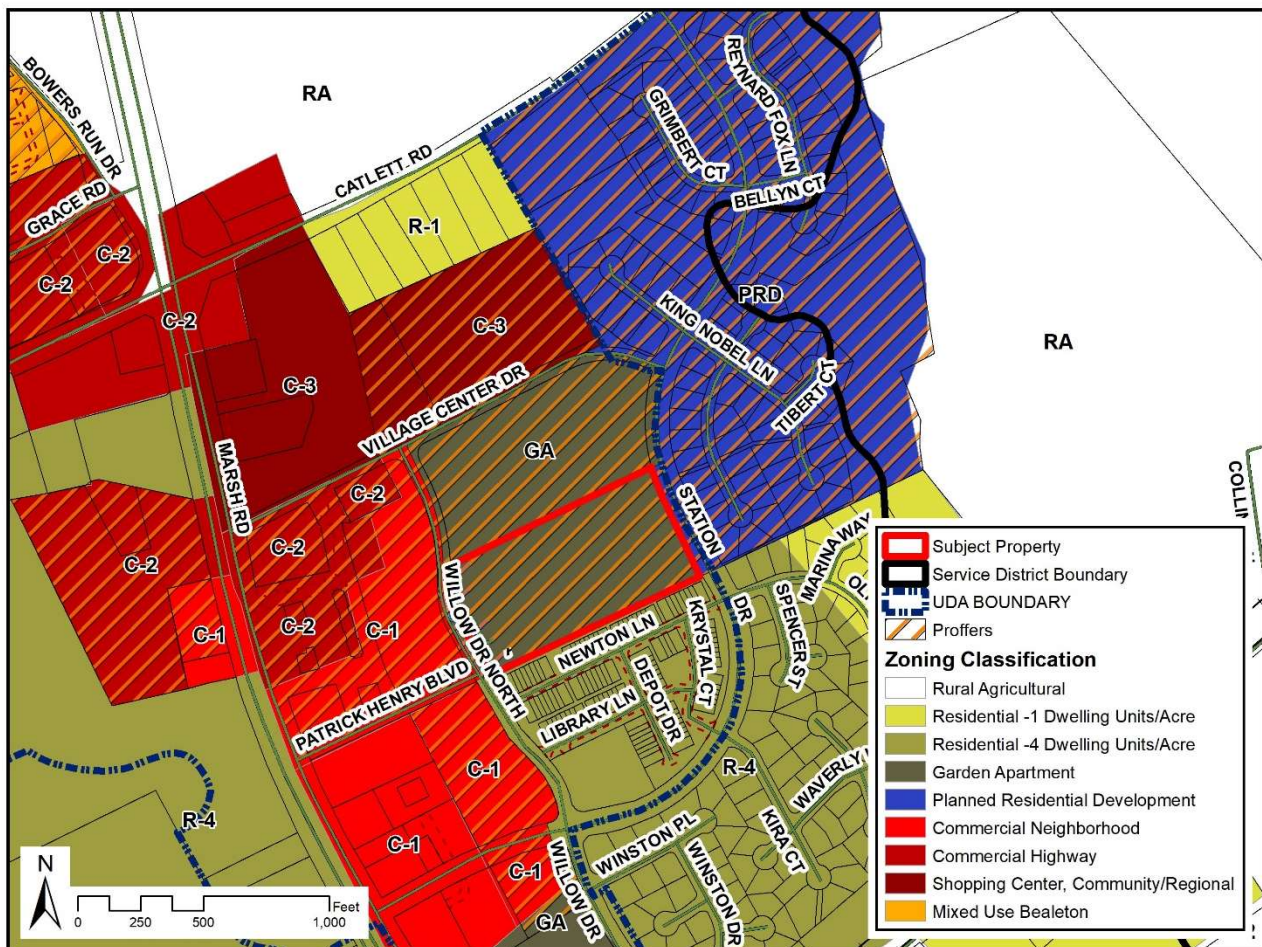 BOWERS RUN DR
RA
REYNARD FOX LN
GRIMBERT CT
GRACE RD
CATLETT RD
BELLYN CT
R-1
C-2
C-2
PRD
C-2
C-3
KING NOBEL LN
RA
C-3
TIBERT CT
VILLAGE CENTER DR
GA
MARSH RD
STATION
DR
COLLIN
C-2
C-2
C-2
MARINA WAY
OL
WILLOW DR NORTH
C-1
C-2
C-1
NEWTON LN
KRYSTAL CT
SPENCER ST
PATRICK HENRY BLVD
LIBRARY LN
DEPOT DR
C-1
R-4
WAVERLY
R-4
KIRA CT
WINSTON PL
C-1
C-1
WILLOW DR
WINSTON DR
GA
N
0 250 500 1,000
Feet
Subject Property
Service District Boundary
UDA BOUNDARY
Proffers
Zoning Classification
Rural Agricultural
Residential -1 Dwelling Units/Acre
Residential -4 Dwelling Units/Acre
Garden Apartment
Planned Residential Development
Commercial Neighborhood
Commercial Highway
Shopping Center, Community/Regional
Mixed Use Bealeton